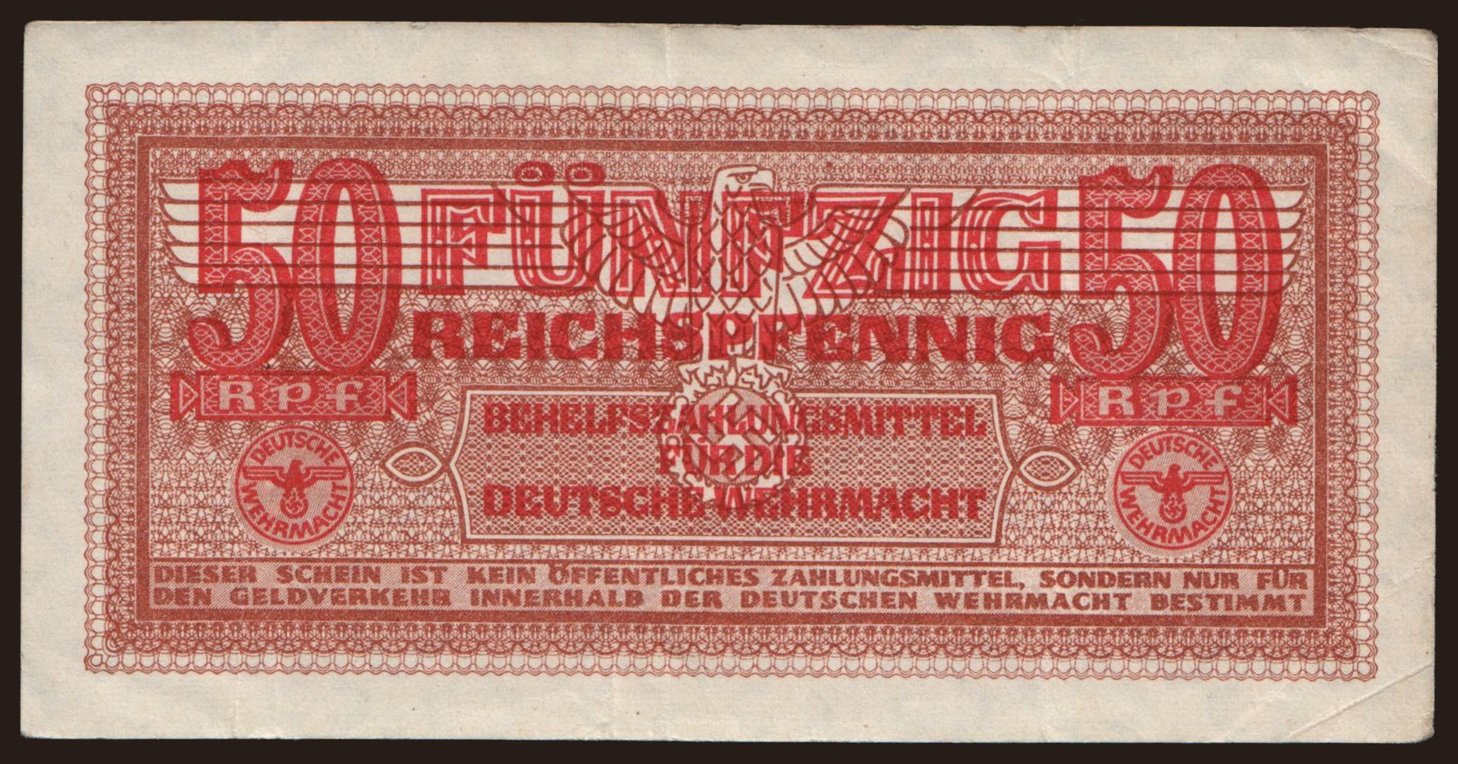 50 FÜNFZIG 50
REICHSPFENNIG
Rpf Rpf
BEHELFSZAHLUNGSMITTEL
FÜR DIE
DEUTSCHE WEHRMACHT
DEUTSCHE WEHRMACHT
DEUTSCHE WEHRMACHT
DIESER SCHEIN IST KEIN ÖFFENTLICHES ZAHLUNGSMITTEL, SONDERN NUR FÜR
DEN GELDVERKEHR INNERHALB DER DEUTSCHEN WEHRMACHT BESTIMMT